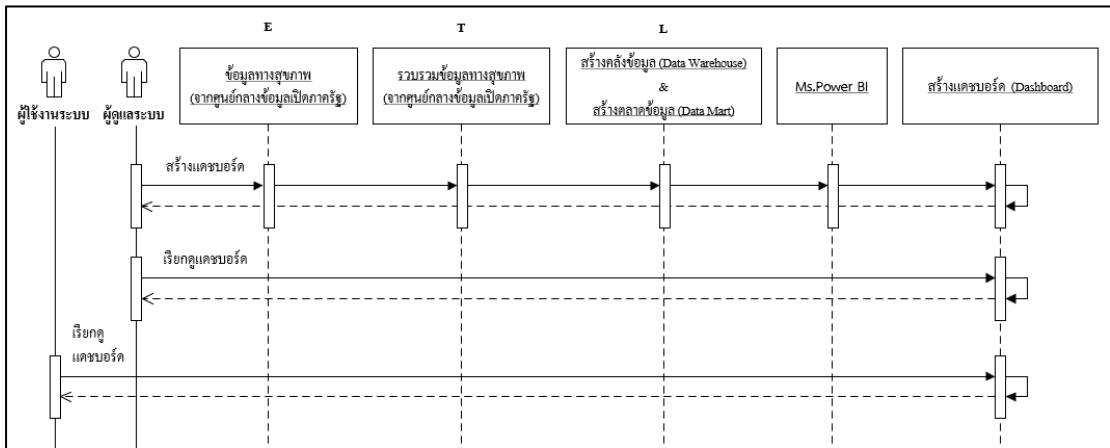 E
T
L
ข้อมูลทางสุขภาพ
(จากศูนย์กลางข้อมูลเปิดภาครัฐ)
รวบรวมข้อมูลทางสุขภาพ
(จากศูนย์กลางข้อมูลเปิดภาครัฐ)
สร้างคลังข้อมูล (Data Warehouse)
&
สร้างตลาดข้อมูล (Data Mart)
Ms.Power BI
สร้างแดชบอร์ด (Dashboard)
ผู้ใช้งานระบบ
ผู้ดูแลระบบ
สร้างแดชบอร์ด
เรียกดูแดชบอร์ด
เรียกดู
แดชบอร์ด